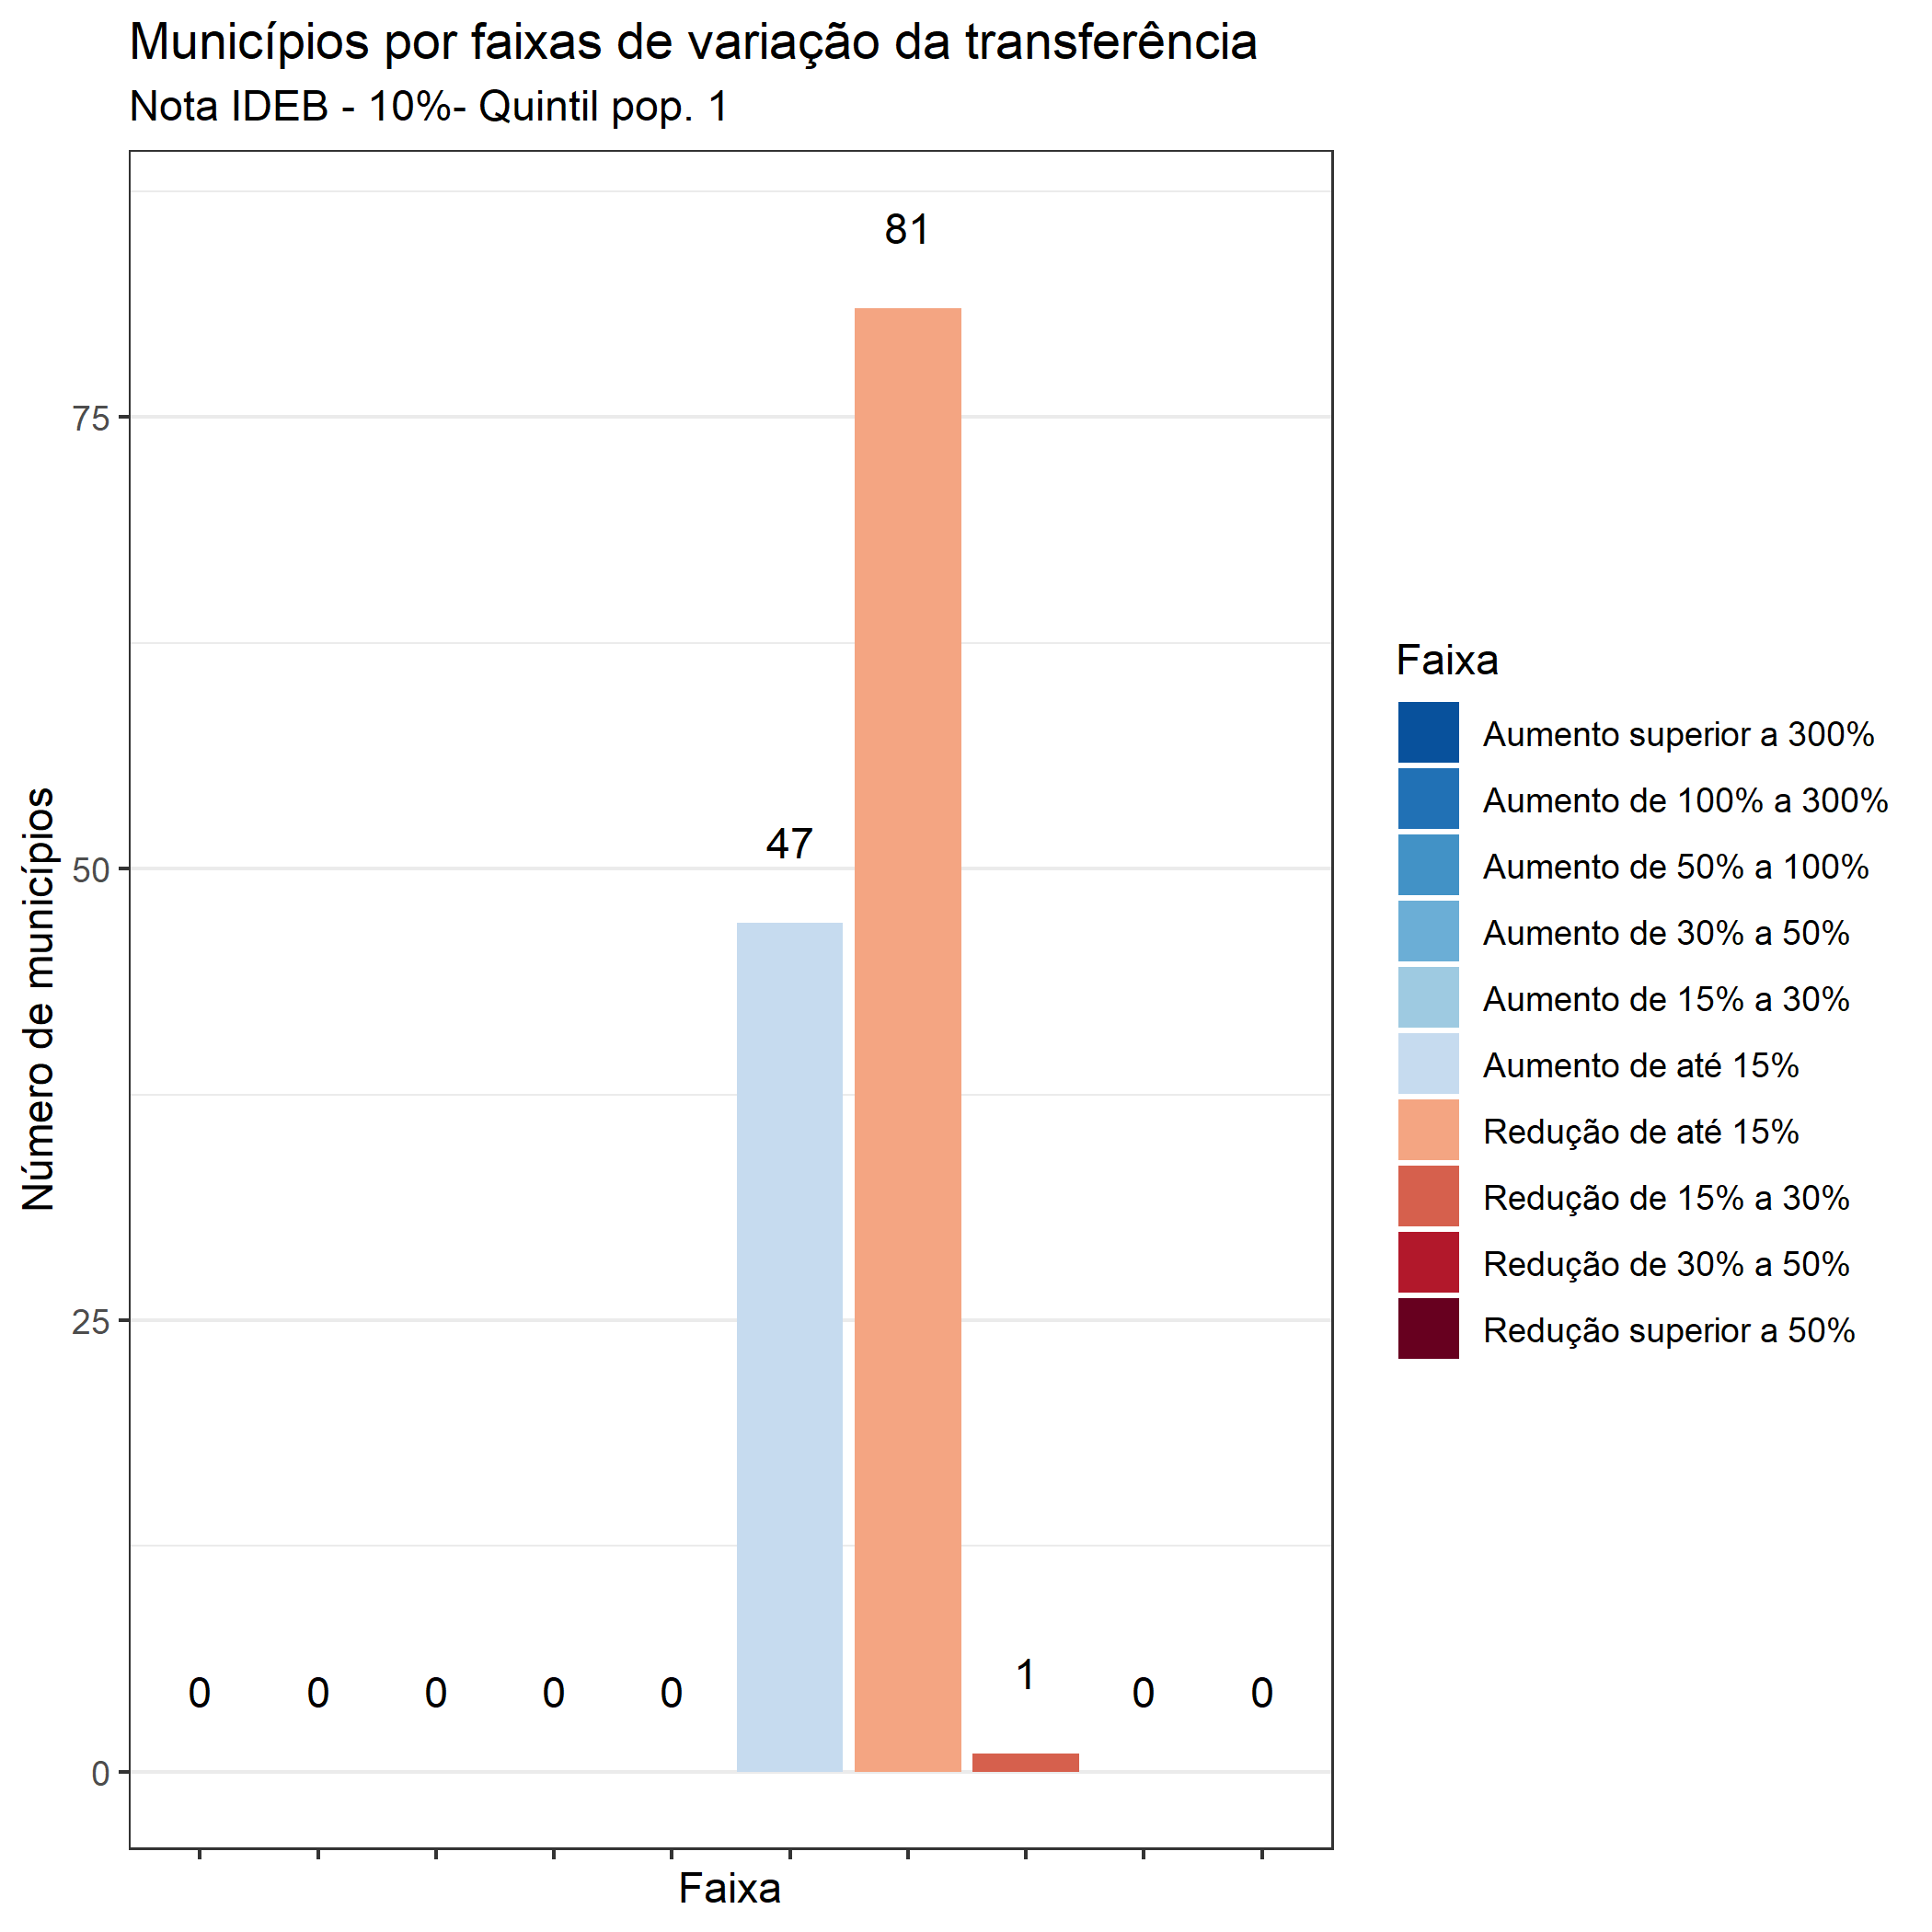 Municípios por faixas de variação da transferência
Nota IDEB - 10%- Quintil pop. 1
81
75
47
50
25
1
0 0 0 0 0 0 0
0
Número de municípios
Faixa
Faixa
Aumento superior a 300%
Aumento de 100% a 300%
Aumento de 50% a 100%
Aumento de 30% a 50%
Aumento de 15% a 30%
Aumento de até 15%
Redução de até 15%
Redução de 15% a 30%
Redução de 30% a 50%
Redução superior a 50%